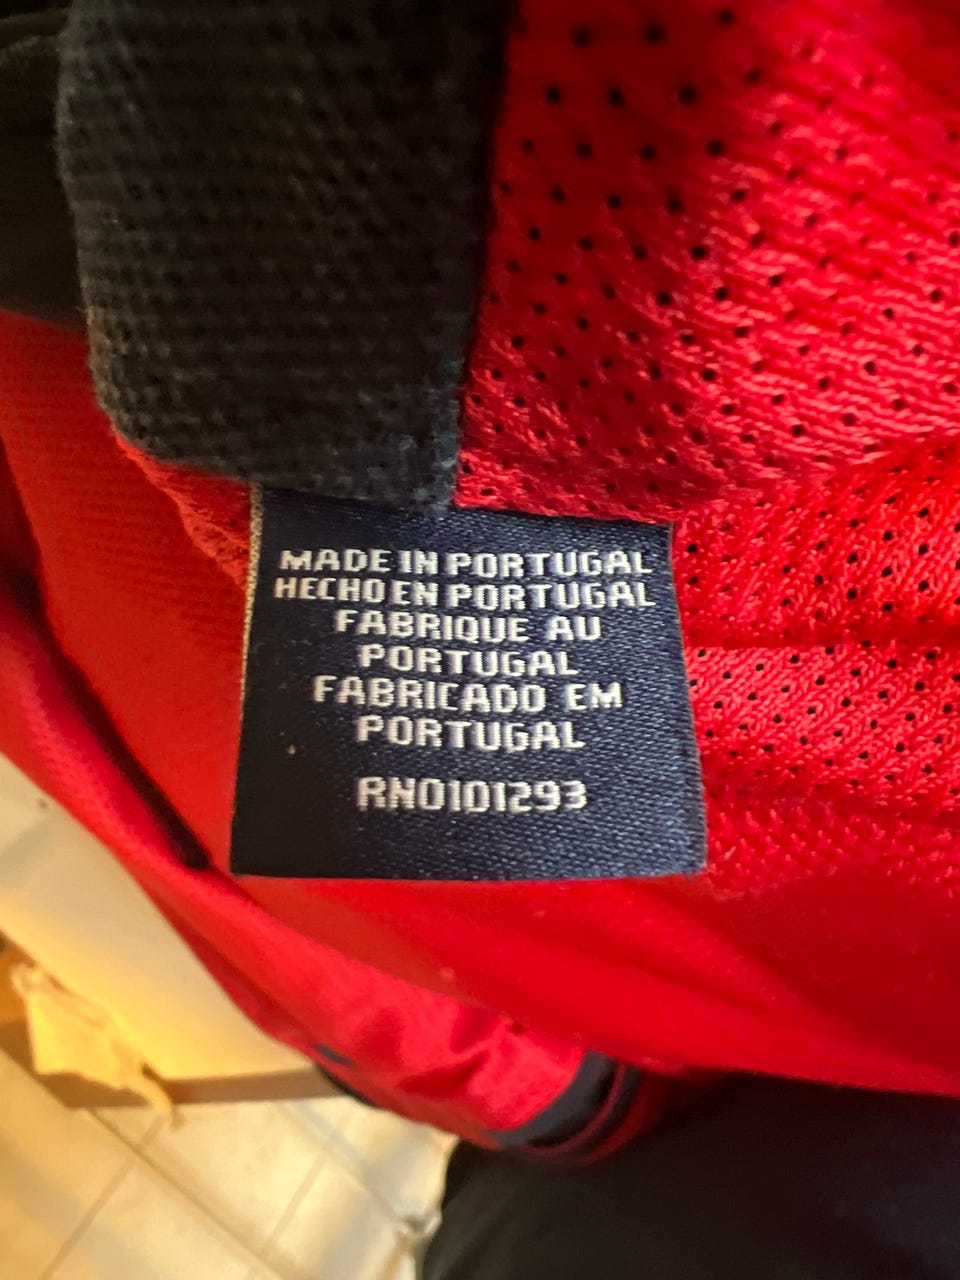 MADE IN PORTUGAL
HECHO EN PORTUGAL
FABRIQUE AU
PORTUGAL
FABRICADO EM
PORTUGAL
RN0101293